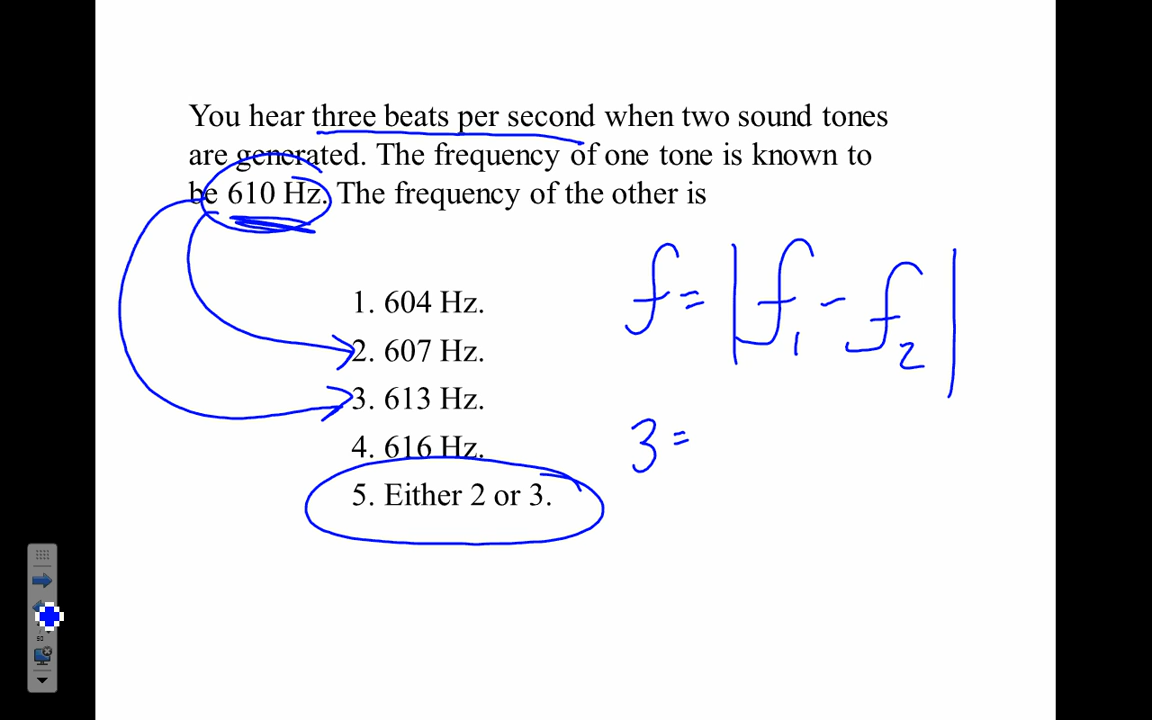 You hear three beats per second when two sound tones
are generated. The frequency of one tone is known to
be 610 Hz. The frequency of the other is
1. 604 Hz.
2. 607 Hz.
3. 613 Hz.
4. 616 Hz.
5. Either 2 or 3.
f = |f₁ - f₂|
3 =